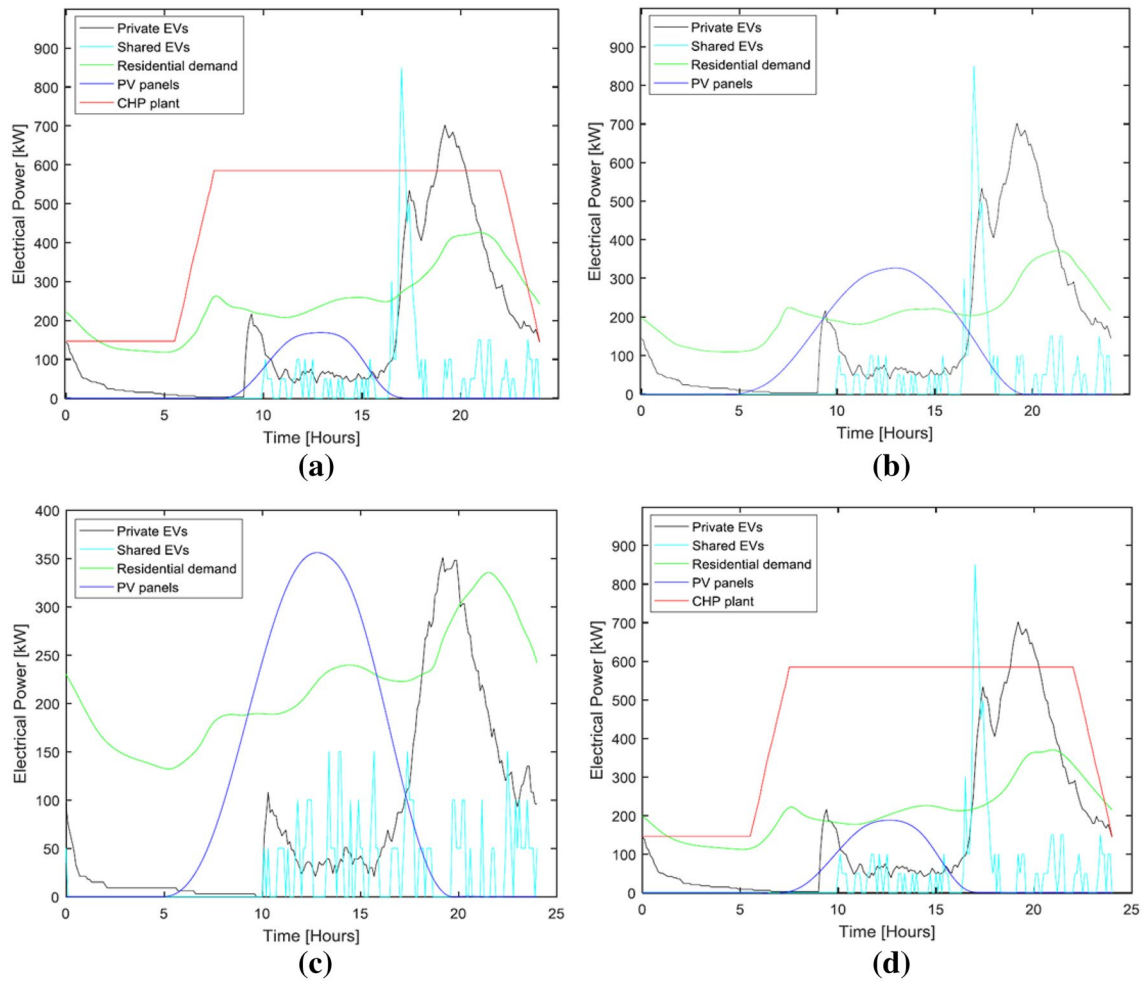 Private EVs
Shared EVs
Residential demand
PV panels
CHP plant
Electrical Power [kW]
900
800
700
600
500
400
300
200
100
0
0 5 10 15 20
Time [Hours]
(a)
Private EVs
Shared EVs
Residential demand
PV panels
Electrical Power [kW]
900
800
700
600
500
400
300
200
100
0
0 5 10 15 20
Time [Hours]
(b)
Private EVs
Shared EVs
Residential demand
PV panels
Electrical Power [kW]
400
350
300
250
200
150
100
50
0
0 5 10 15 20 25
Time [Hours]
(c)
Private EVs
Shared EVs
Residential demand
PV panels
CHP plant
Electrical Power [kW]
900
800
700
600
500
400
300
200
100
0
0 5 10 15 20 25
Time [Hours]
(d)